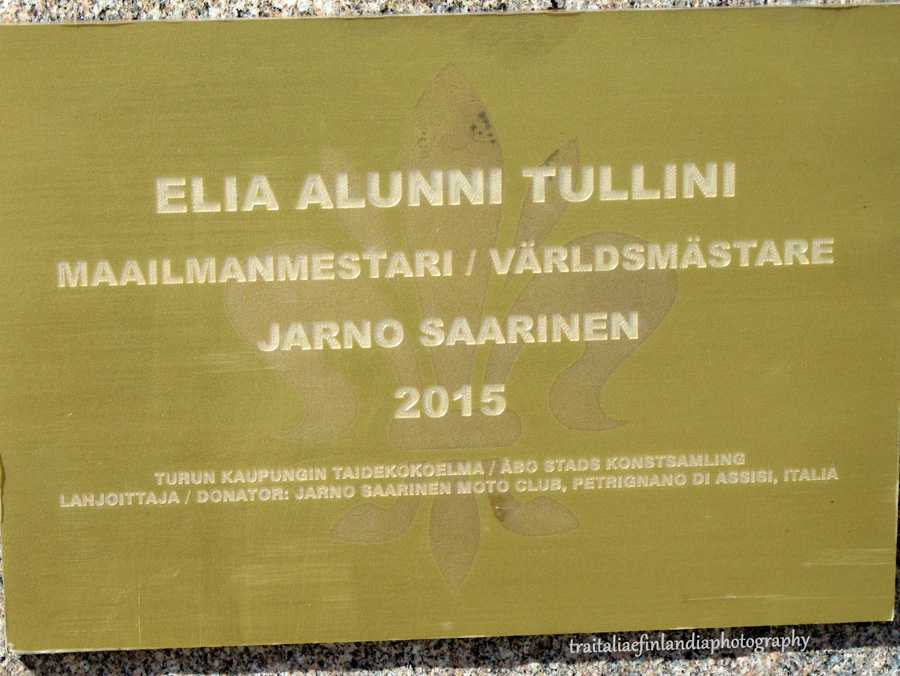 ELIA ALUNNI TULLINI
MAAILMANMESTARI / VÄRLDSMÄSTARE
JARNO SAARINEN
2015
TURUN KAUPUNGIN TAIDEKOKOELMA / ÅBO STADS KONSTSAMLING
LAHJOITTAJA / DONATOR: JARNO SAARINEN MOTO CLUB, PETRIGNANO DI ASSISI, ITALIA
traitaliaefinlandiaphotography